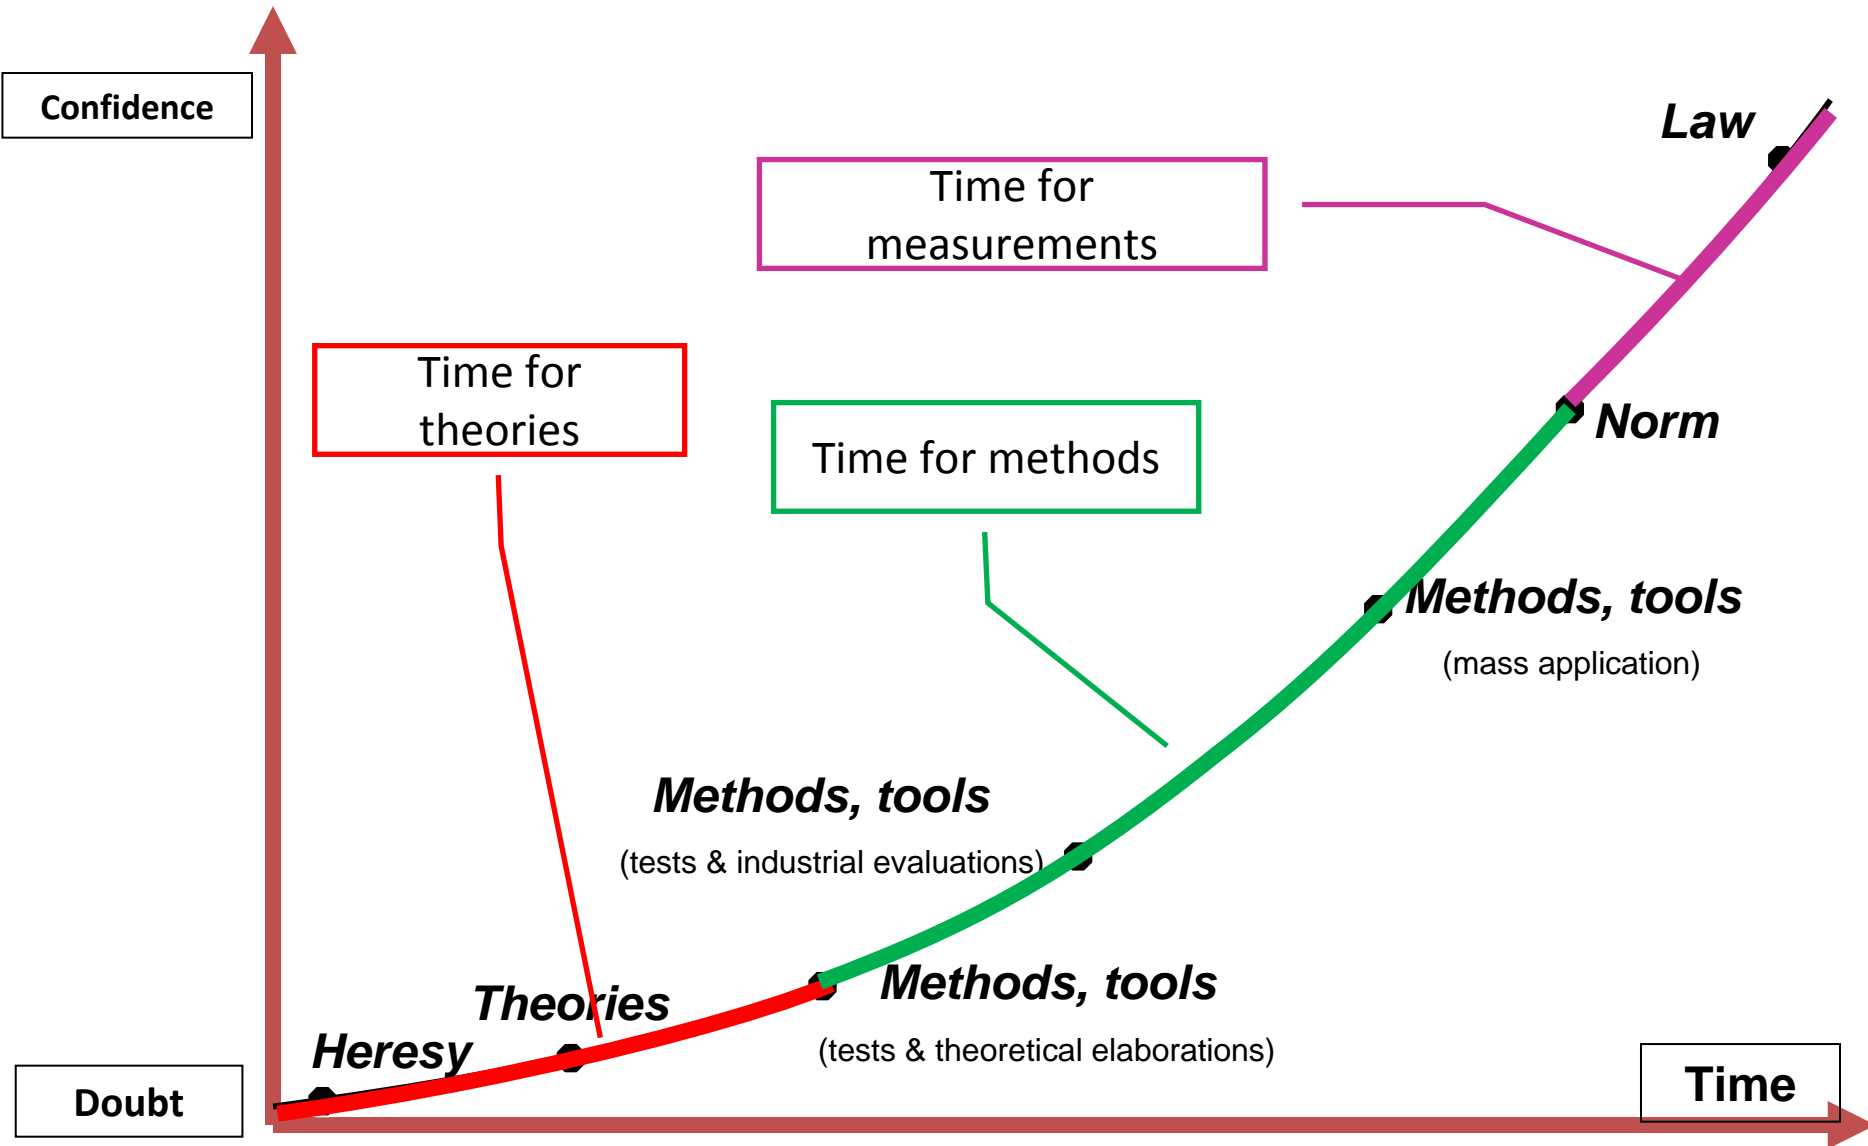 Confidence
Law
Time for
measurements
Time for
theories
Norm
Time for methods
Methods, tools
(mass application)
Methods, tools
(tests & industrial evaluations)
Theories
Methods, tools
Heresy
(tests & theoretical elaborations)
Doubt
Time